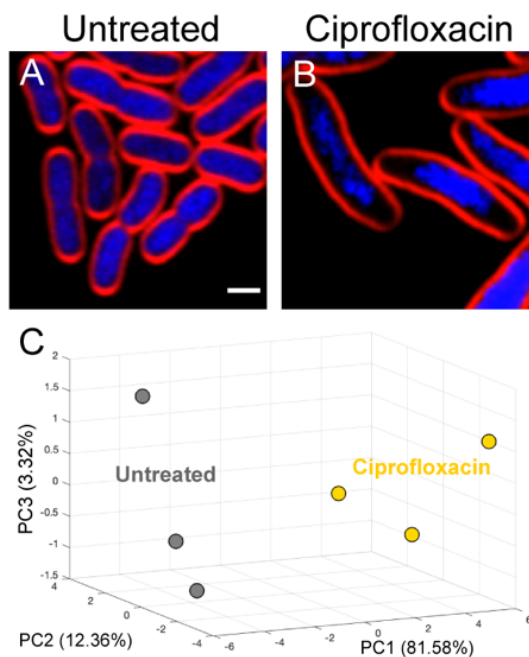 Untreated Ciprofloxacin
A B
C
2
1.5
1
0.5
0
-0.5
-1
-1.5
PC3 (3.32%)
Untreated
Ciprofloxacin
4
2
0
-2
-4
PC2 (12.36%)
-6
-4
-2
0
2
4
6
PC1 (81.58%)